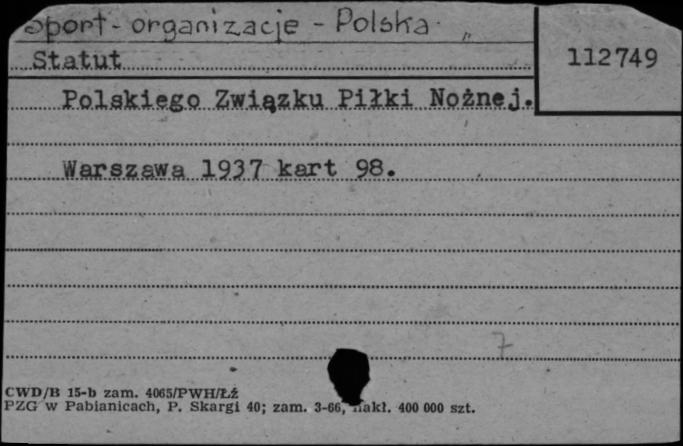 Sport - organizacje - Polska
112749
Statut
Polskiego Związku Piłki Nożnej.
Warszawa 1937 kart 98.
7
CWD/B 15-b zam. 4065/PWH/Łź
PZG w Pabianicach, P. Skargi 40; zam. 3-66, nakł. 400 000 szt.